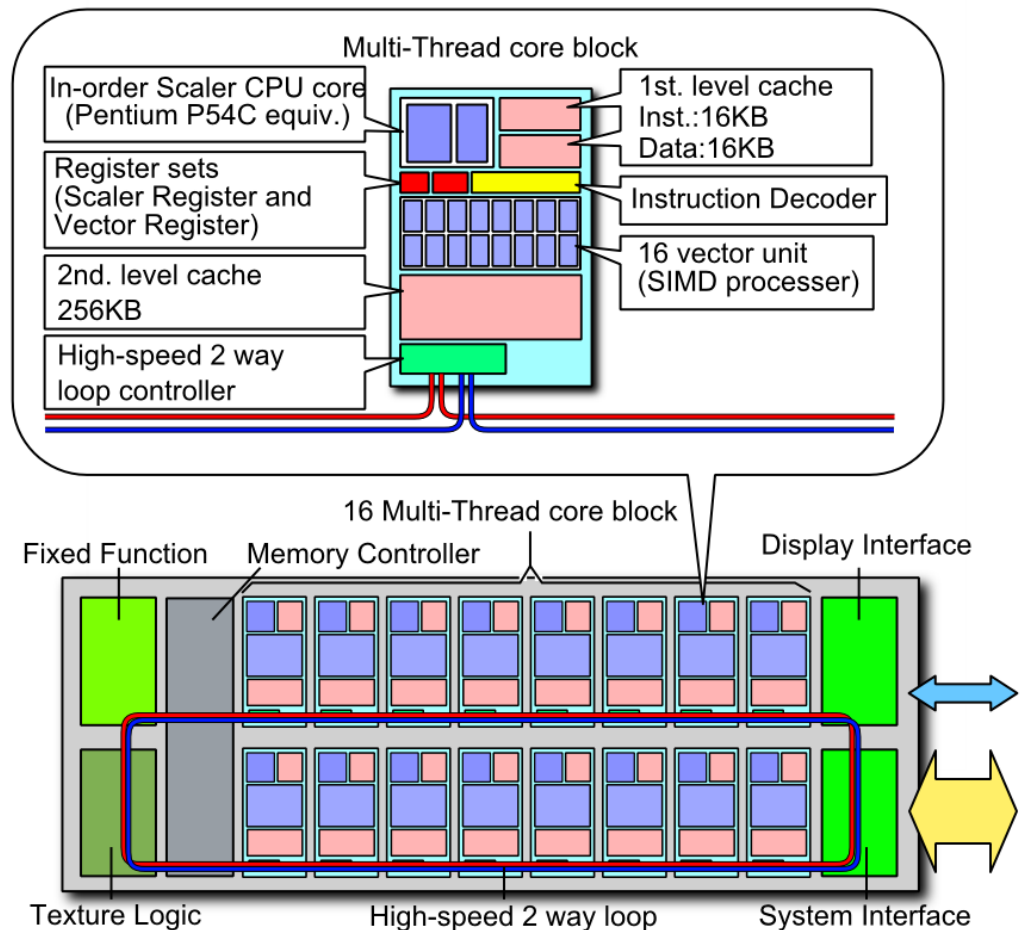 Multi-Thread core block
In-order Scaler CPU core
(Pentium P54C equiv.)
1st. level cache
Inst.:16KB
Data:16KB
Register sets
(Scaler Register and
Vector Register)
Instruction Decoder
2nd. level cache
256KB
16 vector unit
(SIMD processer)
High-speed 2 way
loop controller
16 Multi-Thread core block
Fixed Function
Memory Controller
Display Interface
Texture Logic
High-speed 2 way loop
System Interface